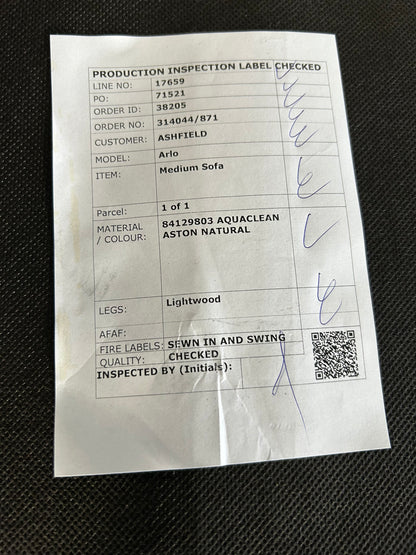 PRODUCTION INSPECTION LABEL CHECKED
LINE NO: 17659
PO: 71521
ORDER ID: 38205
ORDER NO: 314044/871
CUSTOMER: ASHFIELD
MODEL: Arlo
ITEM: Medium Sofa
Parcel: 1 of 1
MATERIAL 84129803 AQUACLEAN
/ COLOUR: ASTON NATURAL
LEGS: Lightwood
AFAF:
FIRE LABELS: SEWN IN AND SWING
QUALITY: CHECKED
INSPECTED BY (Initials):